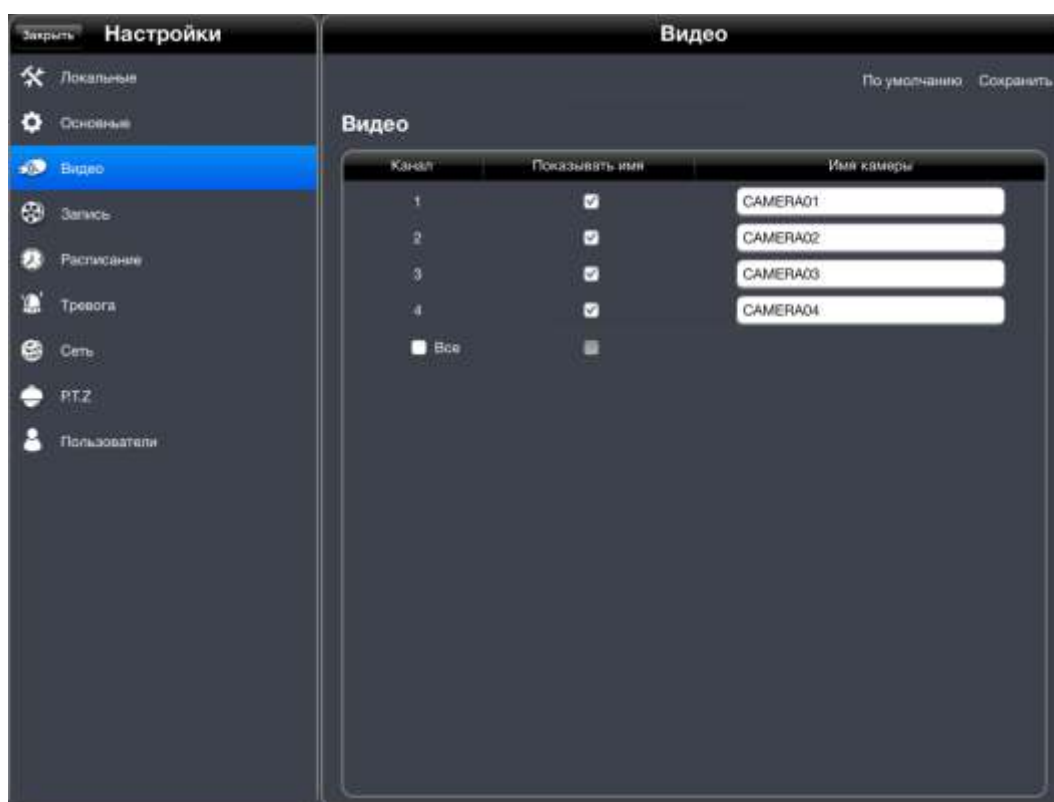 Закрыть Настройки
Локальные
Основные
Видео
Запись
Расписание
Тревога
Сеть
P.T.Z
Пользователи
Видео
По умолчанию Сохранить
Видео
Канал Показывать имя Имя камеры
1 CAMERA01
2 CAMERA02
3 CAMERA03
4 CAMERA04
Все